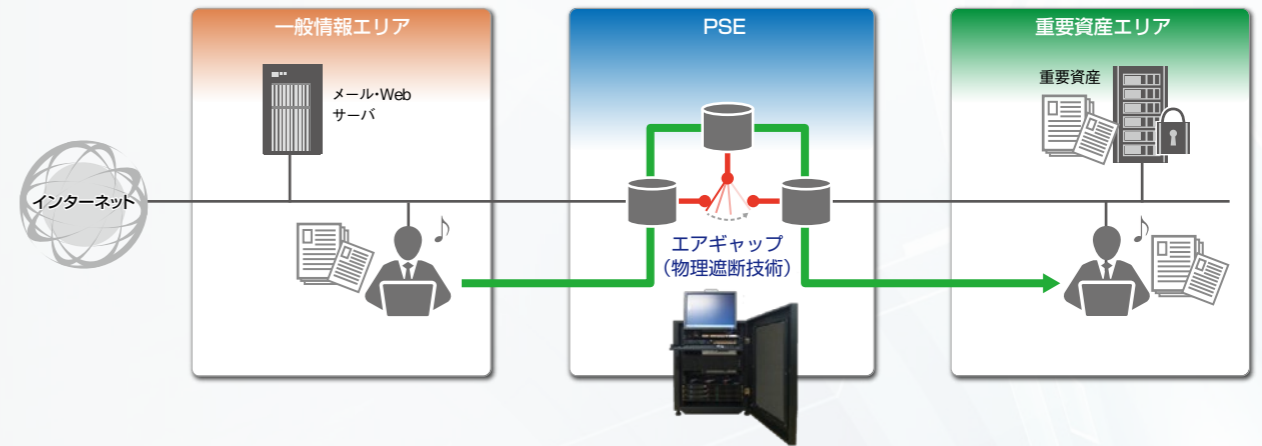 一般情報エリア
PSE
重要資産エリア
メール・Web
サーバ
重要資産
インターネット
エアギャップ
（物理遮断技術）